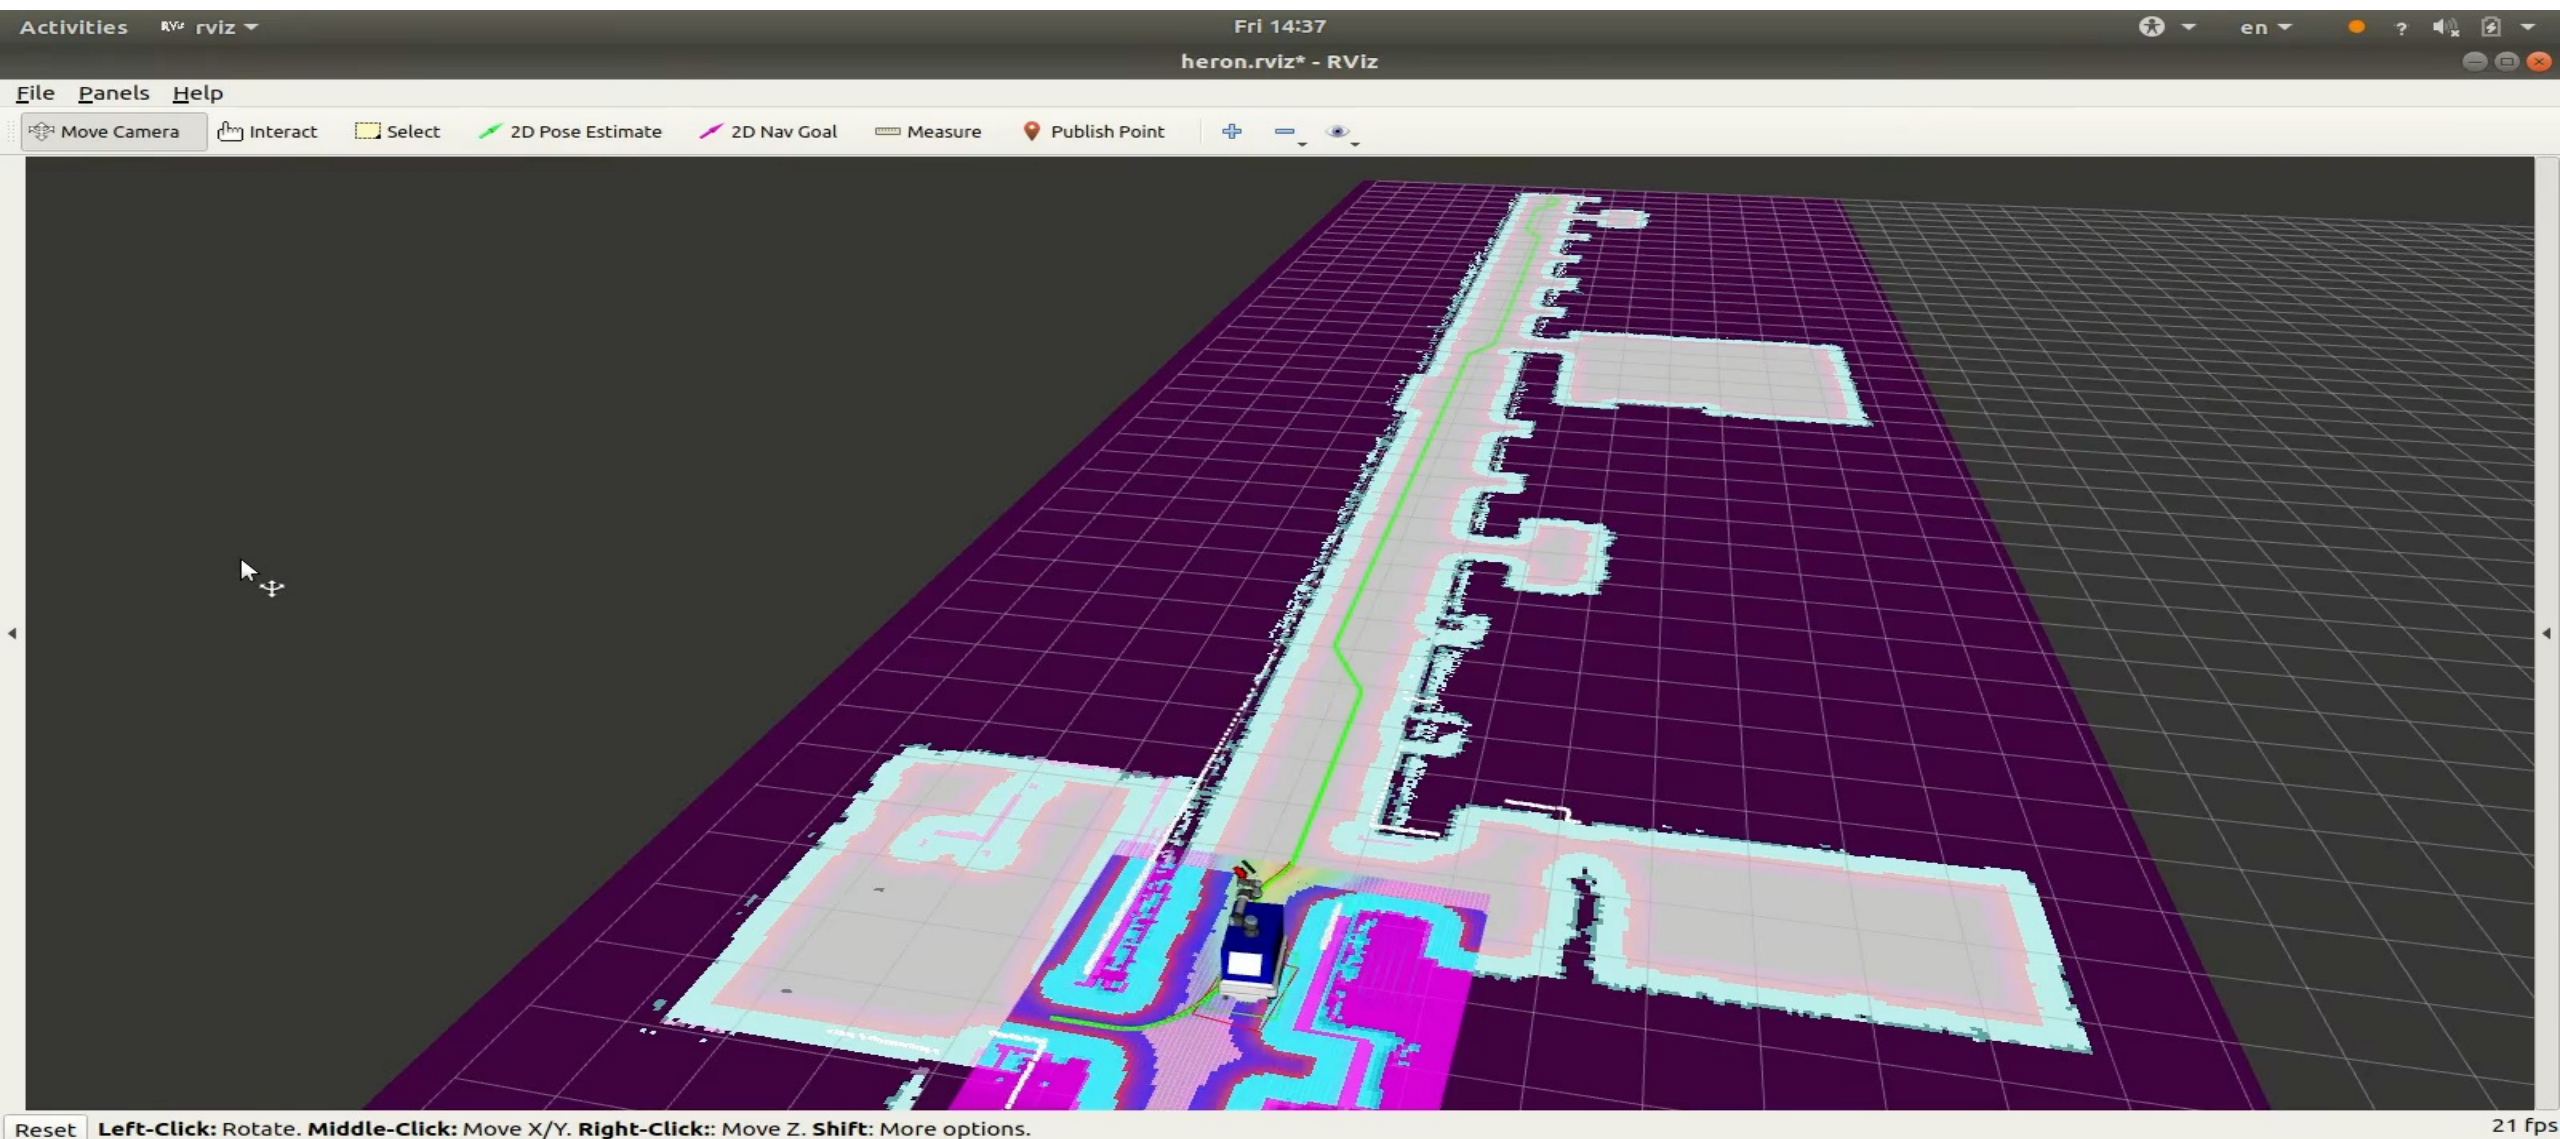 Activities RViz rviz Fri 14:37 en ?
heron.rviz* - RViz
File Panels Help
Move Camera Interact Select 2D Pose Estimate 2D Nav Goal Measure Publish Point
Reset Left-Click: Rotate. Middle-Click: Move X/Y. Right-Click:: Move Z. Shift: More options. 21 fps